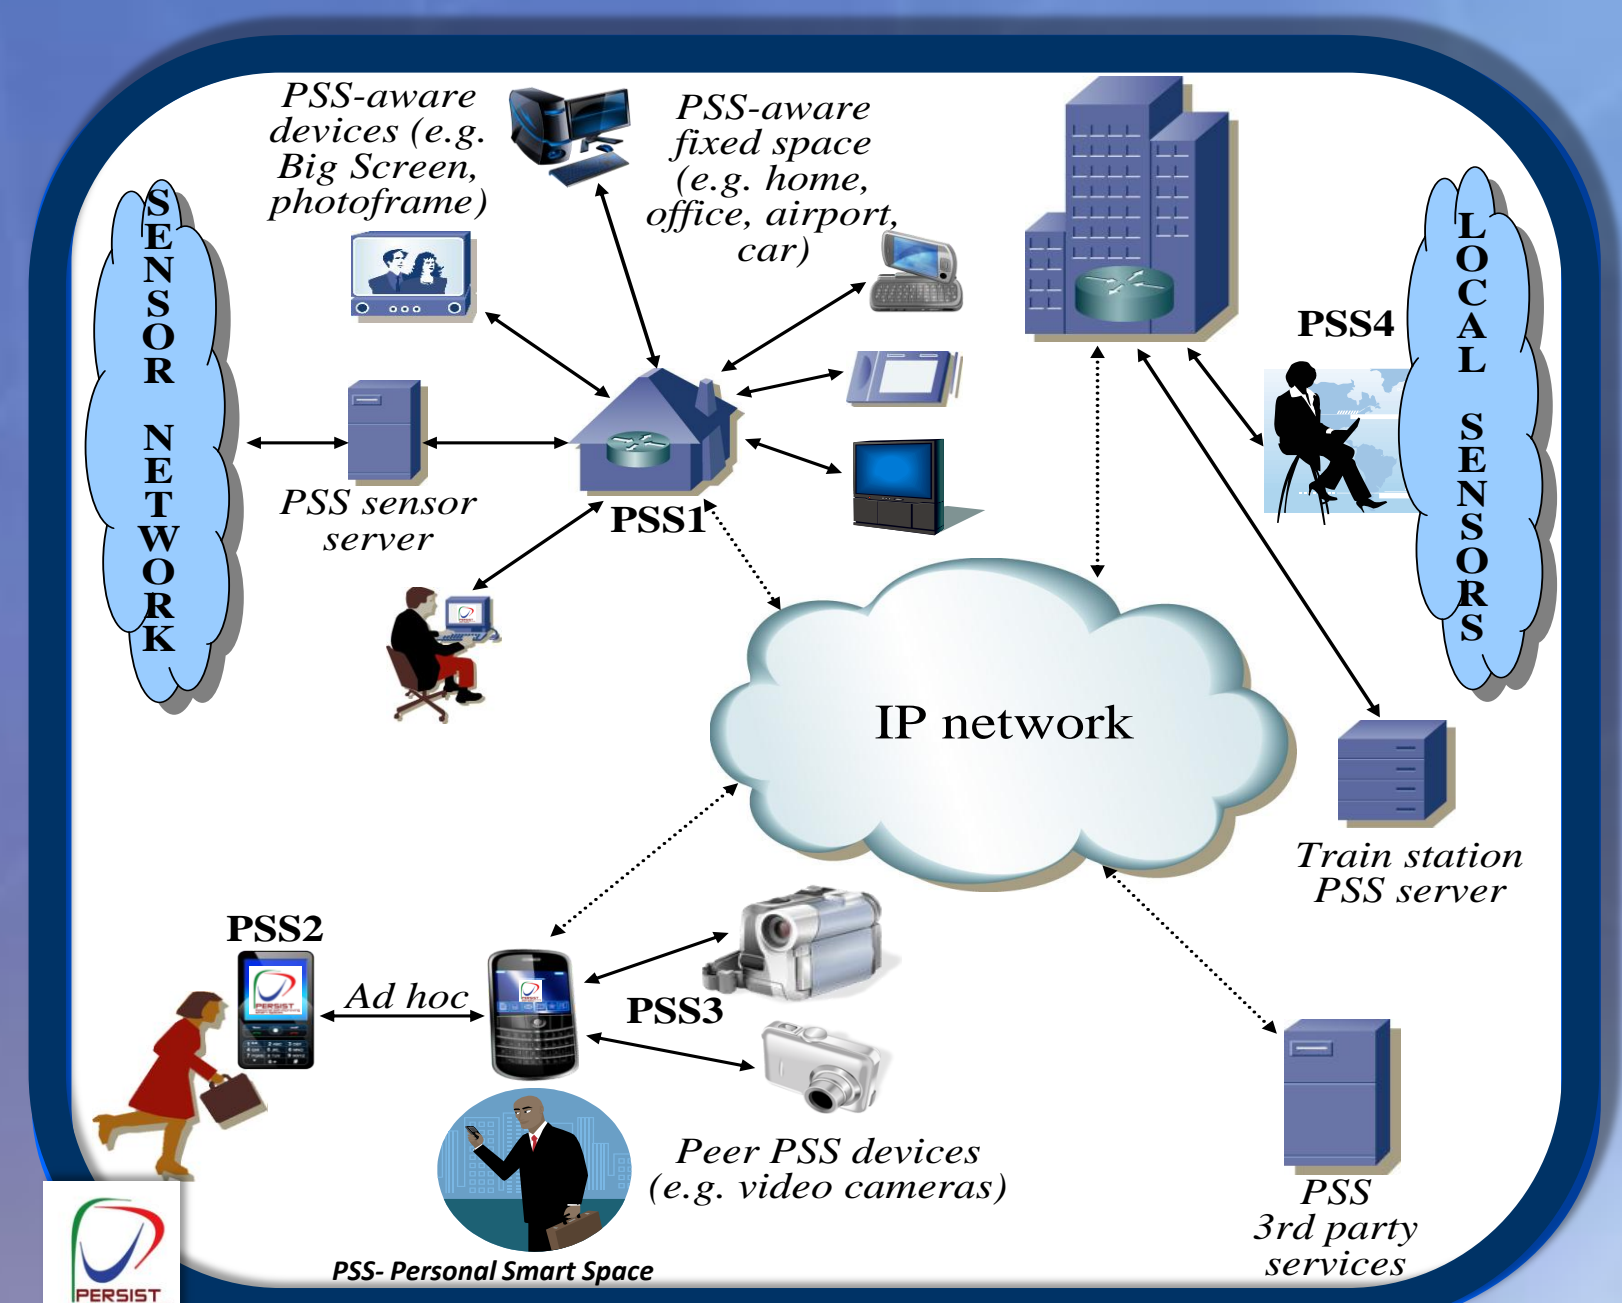 PSS-aware
devices (e.g.
Big Screen,
photoframe)
PSS-aware
fixed space
(e.g. home,
office, airport,
car)
SENSOR NETWORK
LOCAL SENSORS
PSS4
PSS sensor
server
PSS1
IP network
Train station
PSS server
PSS2
Ad hoc
PSS3
PERSIST
Peer PSS devices
(e.g. video cameras)
PSS
3rd party
services
PSS- Personal Smart Space
PERSIST